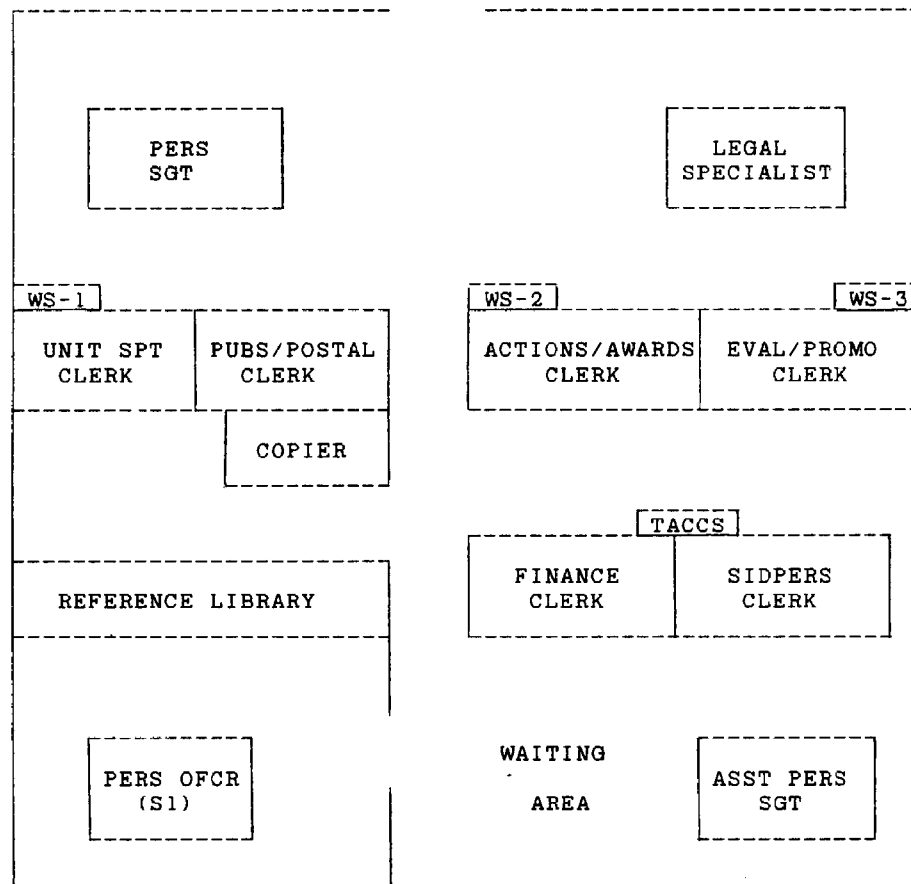 PERS
SGT
LEGAL
SPECIALIST
WS-1
WS-2
WS-3
UNIT SPT
CLERK
PUBS/POSTAL
CLERK
ACTIONS/AWARDS
CLERK
EVAL/PROMO
CLERK
COPIER
TACCS
FINANCE
CLERK
SIDPERS
CLERK
REFERENCE LIBRARY
PERS OFCR
(S1)
WAITING
AREA
ASST PERS
SGT